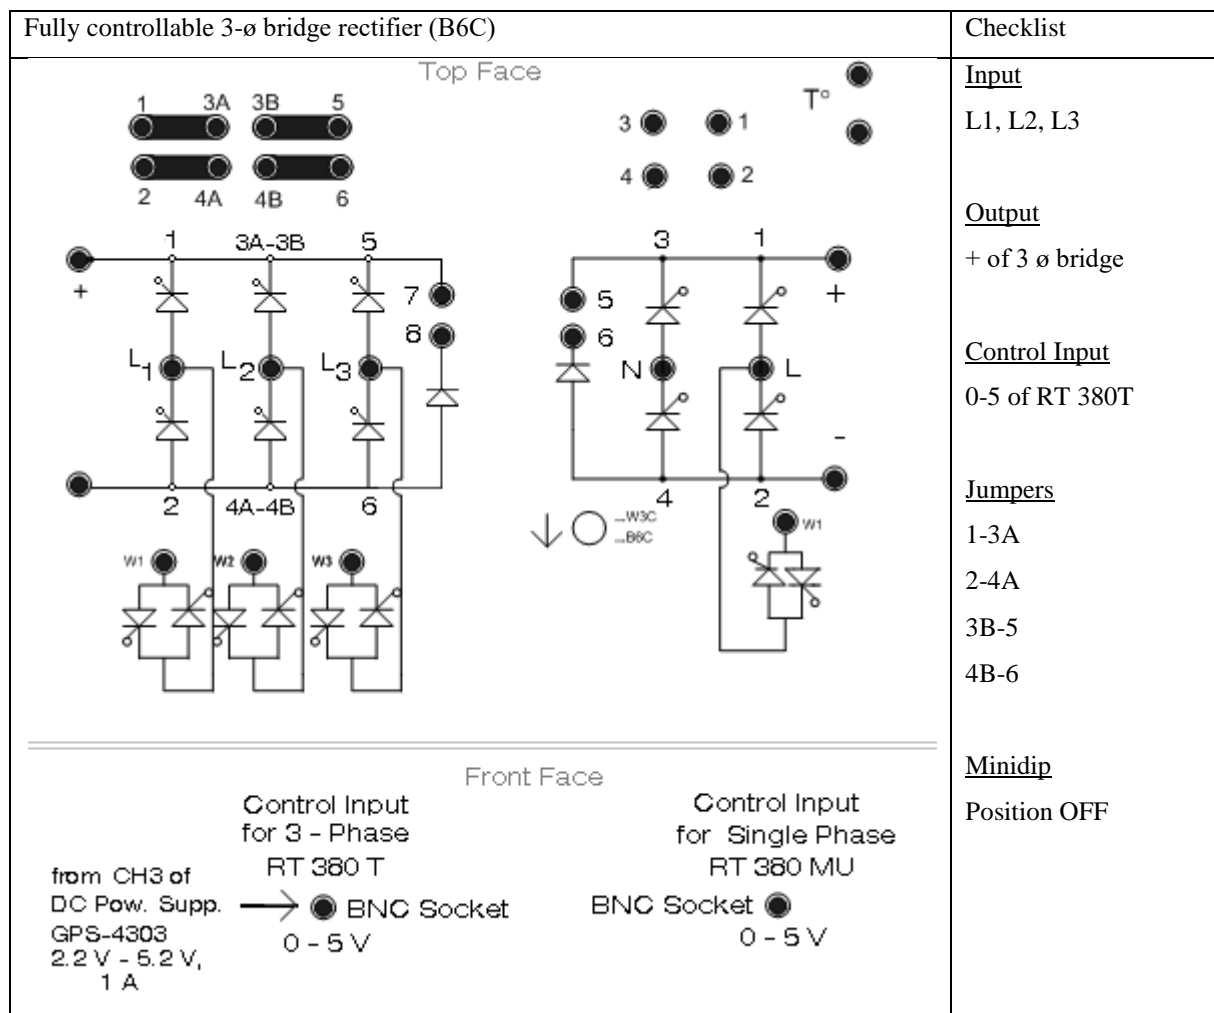 Fully controllable 3-ø bridge rectifier (B6C)
Checklist
Top Face
1 3A 3B 5
2 4A 4B 6
3 1
4 2
T°
1 3A-3B 5
+
7
8
L1 L2 L3
2 4A-4B 6
W1 W2 W3
3 1
5
6
+
N L
-
4 2
...W3C
...B6C
W1
Front Face
Control Input
for 3 - Phase
RT 380 T
from CH3 of
DC Pow. Supp.
GPS-4303
2.2 V - 5.2 V,
1 A
BNC Socket
0 - 5 V
Control Input
for Single Phase
RT 380 MU
BNC Socket
0 - 5 V
Input
L1, L2, L3
Output
+ of 3 ø bridge
Control Input
0-5 of RT 380T
Jumpers
1-3A
2-4A
3B-5
4B-6
Minidip
Position OFF